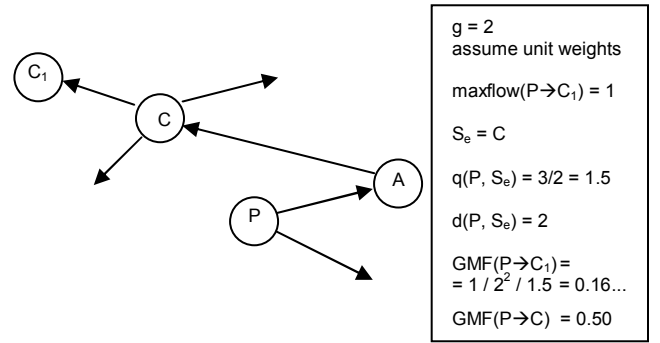 C₁
C
A
P
g = 2
assume unit weights
maxflow(P→C₁) = 1
Sₑ = C
q(P, Sₑ) = 3/2 = 1.5
d(P, Sₑ) = 2
GMF(P→C₁) =
= 1 / 2² / 1.5 = 0.16...
GMF(P→C) = 0.50